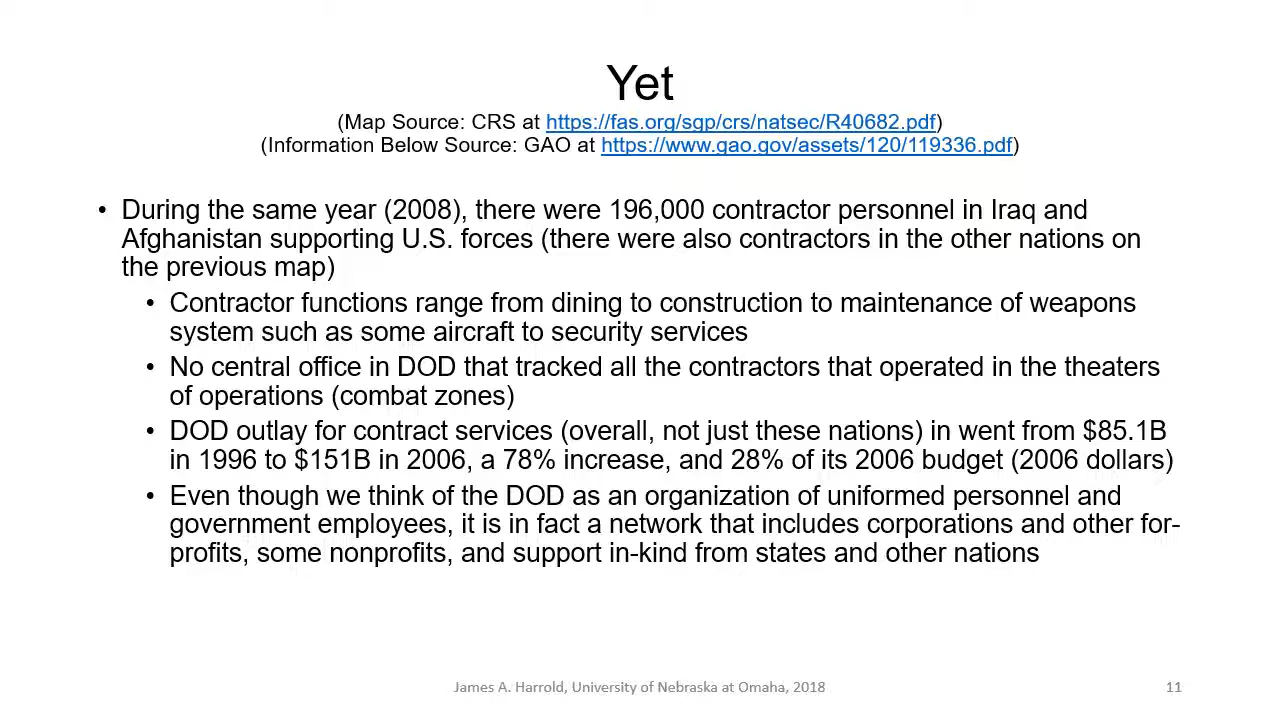 Yet
(Map Source: CRS at https://fas.org/sgp/crs/natsec/R40682.pdf)
(Information Below Source: GAO at https://www.gao.gov/assets/120/119336.pdf)
• During the same year (2008), there were 196,000 contractor personnel in Iraq and
Afghanistan supporting U.S. forces (there were also contractors in the other nations on
the previous map)
• Contractor functions range from dining to construction to maintenance of weapons
system such as some aircraft to security services
• No central office in DOD that tracked all the contractors that operated in the theaters
of operations (combat zones)
• DOD outlay for contract services (overall, not just these nations) in went from $85.1B
in 1996 to $151B in 2006, a 78% increase, and 28% of its 2006 budget (2006 dollars)
• Even though we think of the DOD as an organization of uniformed personnel and
government employees, it is in fact a network that includes corporations and other for-
profits, some nonprofits, and support in-kind from states and other nations
James A. Harrold, University of Nebraska at Omaha, 2018
11